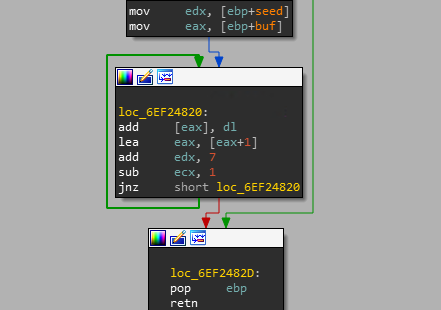 mov edx, [ebp+seed]
mov eax, [ebp+buf]
loc_6EF24820:
add [eax], dl
lea eax, [eax+1]
add edx, 7
sub ecx, 1
jnz short loc_6EF24820
loc_6EF2482D:
pop ebp
retn